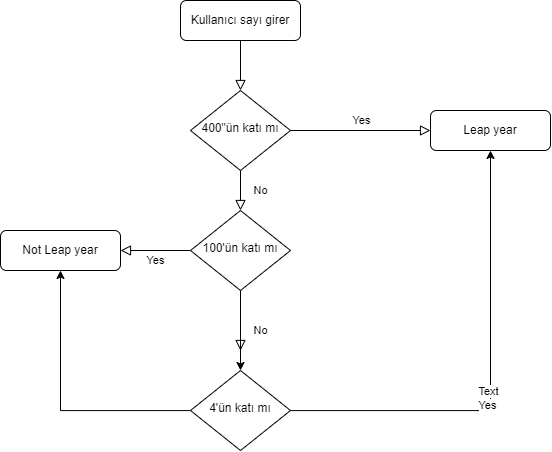 Kullanıcı sayı girer
400"ün katı mı
Yes
Leap year
No
100'ün katı mı
Not Leap year
Yes
No
4'ün katı mı
Text
Yes